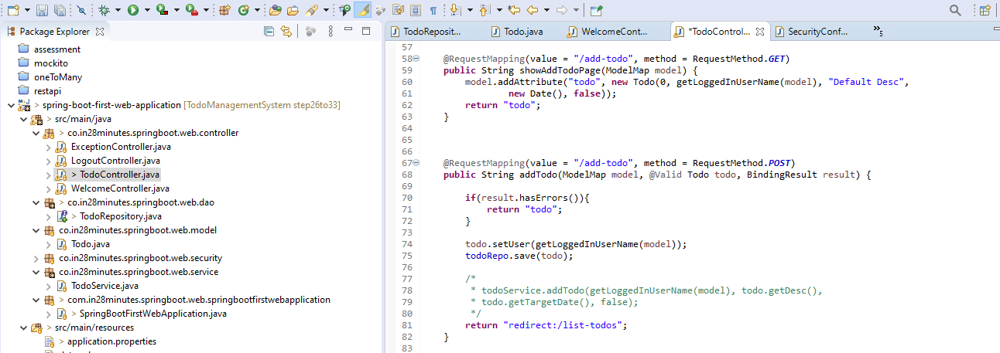 Package Explorer
assessment
mockito
oneToMany
restapi
> spring-boot-first-web-application [TodoManagementSystem step26to33]
> src/main/java
> co.in28minutes.springboot.web.controller
ExceptionController.java
LogoutController.java
> TodoController.java
WelcomeController.java
> co.in28minutes.springboot.web.dao
> TodoRepository.java
co.in28minutes.springboot.web.model
Todo.java
co.in28minutes.springboot.web.security
co.in28minutes.springboot.web.service
TodoService.java
> com.in28minutes.springboot.web.springbootfirstwebapplication
> SpringBootFirstWebApplication.java
> src/main/resources
> application.properties
TodoReposit... Todo.java WelcomeCont... *TodoControl... SecurityConf... »5
57
58 @RequestMapping(value = "/add-todo", method = RequestMethod.GET)
59 public String showAddTodoPage(ModelMap model) {
60 model.addAttribute("todo", new Todo(0, getLoggedInUserName(model), "Default Desc",
61 new Date(), false));
62 return "todo";
63 }
64
65
66
67 @RequestMapping(value = "/add-todo", method = RequestMethod.POST)
68 public String addTodo(ModelMap model, @Valid Todo todo, BindingResult result) {
69
70 if(result.hasErrors()){
71 return "todo";
72 }
73
74 todo.setUser(getLoggedInUserName(model));
75 todoRepo.save(todo);
76
77 /*
78 * todoService.addTodo(getLoggedInUserName(model), todo.getDesc(),
79 * todo.getTargetDate(), false);
80 */
81 return "redirect:/list-todos";
82 }
83